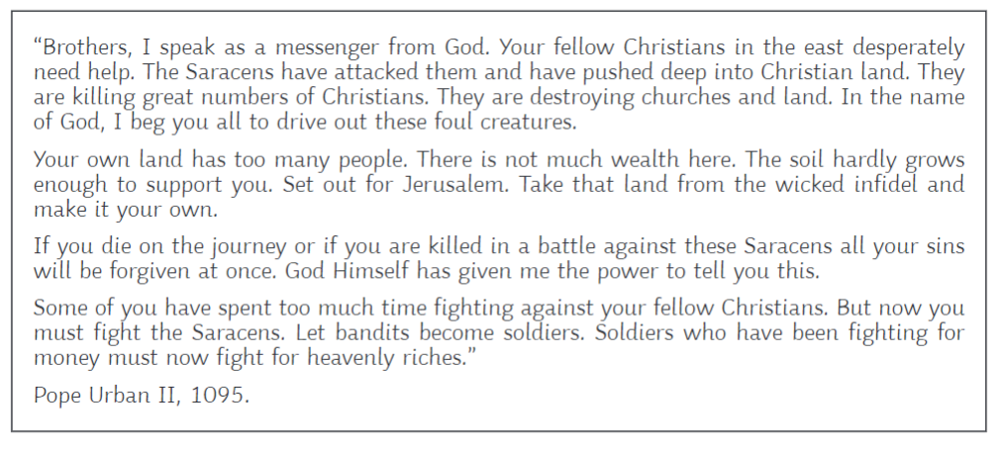 “Brothers, I speak as a messenger from God. Your fellow Christians in the east desperately
need help. The Saracens have attacked them and have pushed deep into Christian land. They
are killing great numbers of Christians. They are destroying churches and land. In the name
of God, I beg you all to drive out these foul creatures.
Your own land has too many people. There is not much wealth here. The soil hardly grows
enough to support you. Set out for Jerusalem. Take that land from the wicked infidel and
make it your own.
If you die on the journey or if you are killed in a battle against these Saracens all your sins
will be forgiven at once. God Himself has given me the power to tell you this.
Some of you have spent too much time fighting against your fellow Christians. But now you
must fight the Saracens. Let bandits become soldiers. Soldiers who have been fighting for
money must now fight for heavenly riches.”
Pope Urban II, 1095.